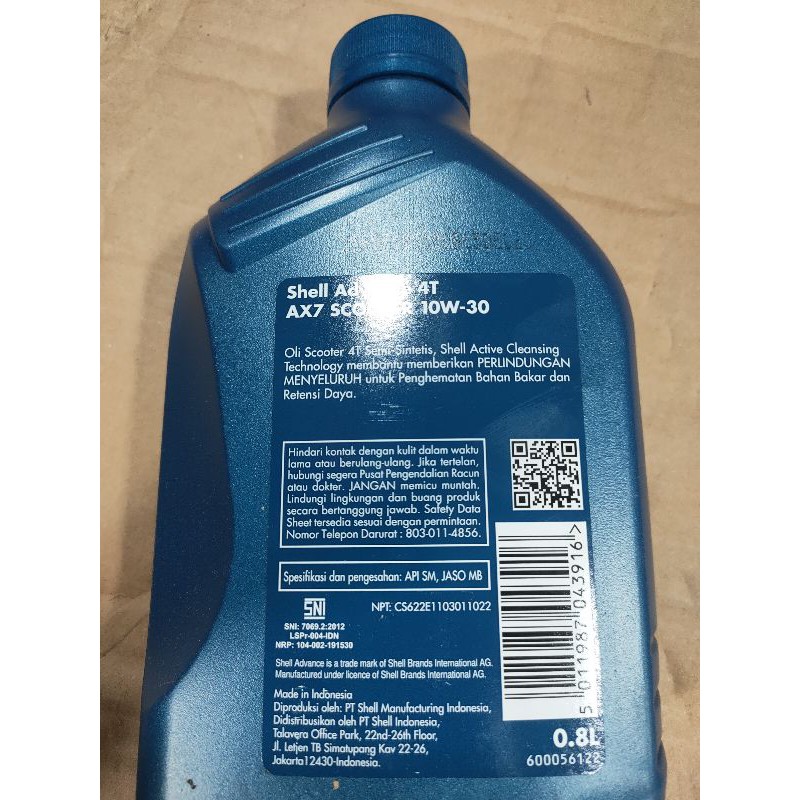 Shell 4T
AX7 10W-30
Oli Scooter 4T Semi-Sintetis, Shell Active Cleansing
Technology membantu memberikan PERLINDUNGAN
MENYELURUH untuk Penghematan Bahan Bakar dan
Retensi Daya.
Hindari kontak dengan kulit dalam waktu
lama atau berulang-ulang. Jika tertelan,
hubungi segera Pusat Pengendalian Racun
atau dokter. JANGAN memicu muntah.
Lindungi lingkungan dan buang produk
secara bertanggung jawab. Safety Data
Sheet tersedia sesuai dengan permintaan.
Nomor Telepon Darurat : 803-011-4856.
Spesifikasi dan pengesahan: API SM, JASO MB
SNI
NPT: CS622E1103011022
SNI: 7069.2:2012
LSPr-004-IDN
NRP: 104-002-191530
Shell Advance is a trade mark of Shell Brands International AG.
Manufactured under licence of Shell Brands International AG.
Made in Indonesia
Diproduksi oleh: PT Shell Manufacturing Indonesia,
Didistribusikan oleh PT Shell Indonesia,
Talavera Office Park, 22nd-26th Floor,
Jl. Letjen TB Simatupang Kav 22-26,
Jakarta12430-Indonesia.
5 011987 043916 >
0.8L
600056122